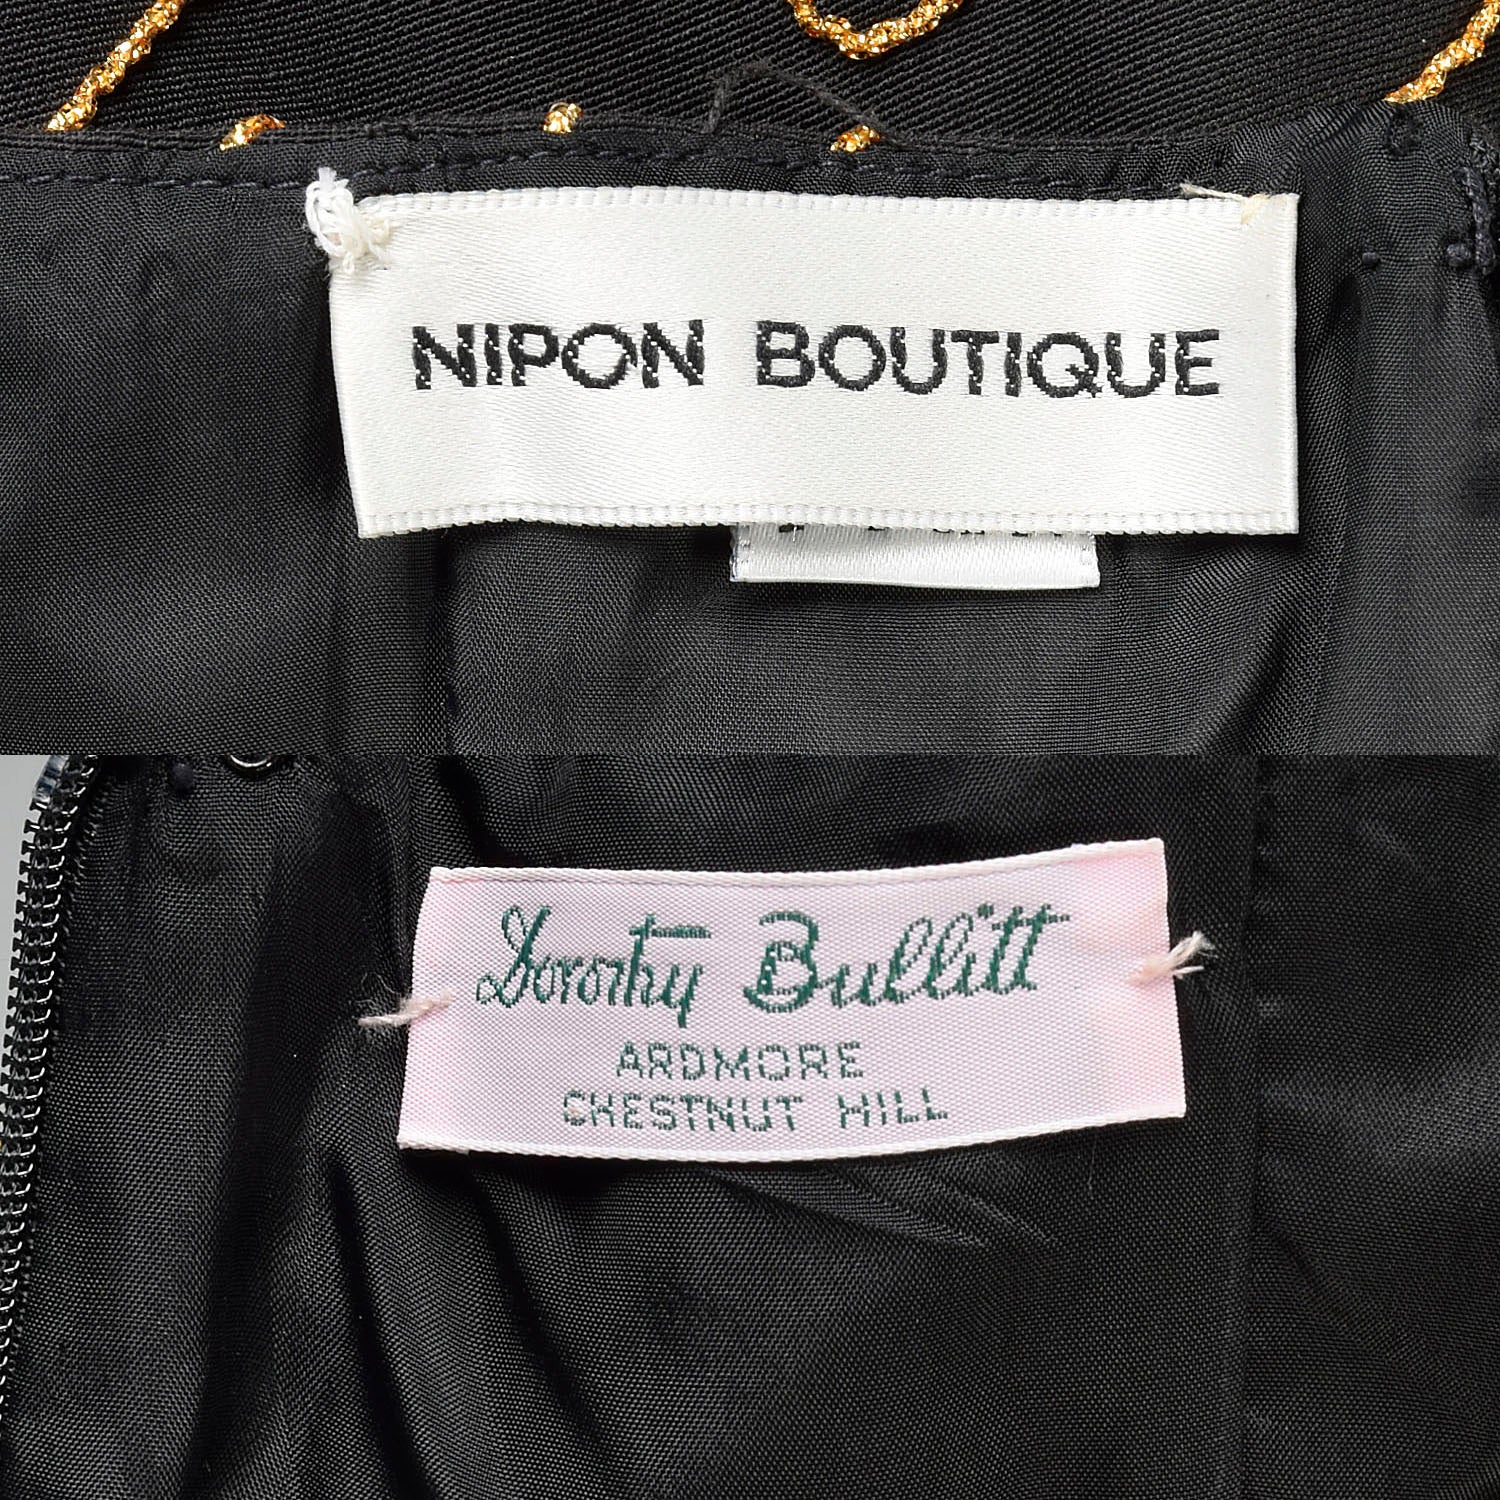 NIPON BOUTIQUE
Dorothy Bullitt
ARDMORE
CHESTNUT HILL